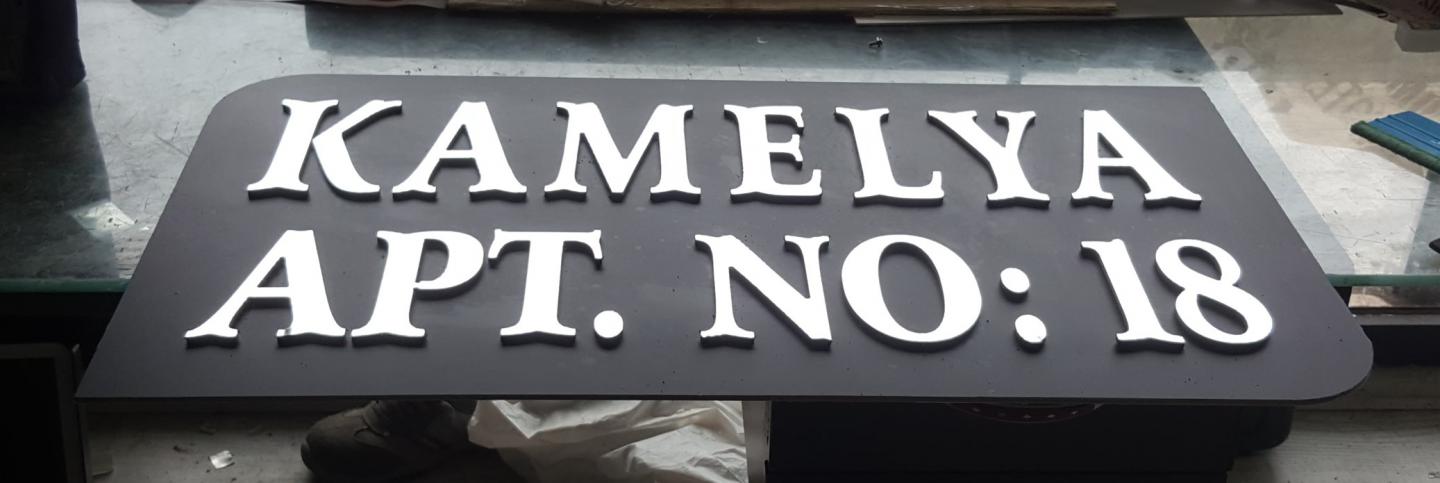 KAMELYA
APT. NO: 18